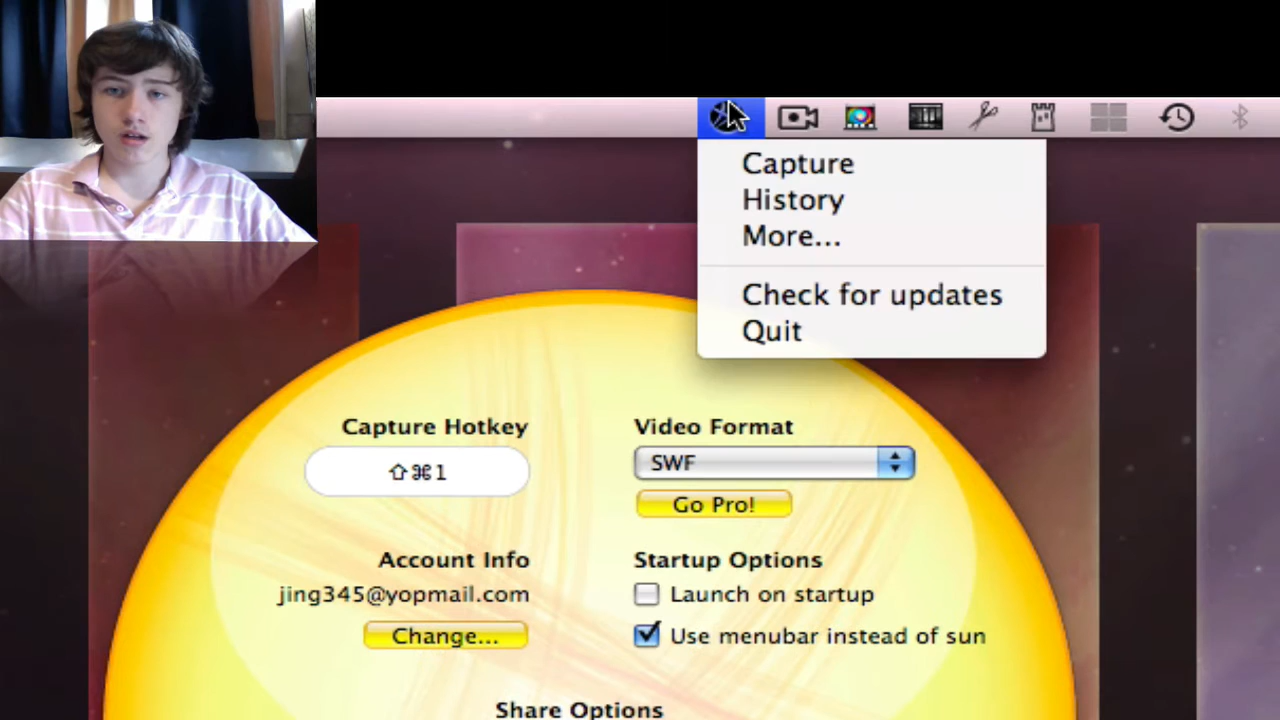 Capture
History
More...
Check for updates
Quit
Capture Hotkey
⇧⌘1
Video Format
SWF
Go Pro!
Account Info
jing345@yopmail.com
Change...
Startup Options
Launch on startup
Use menubar instead of sun
Share Options